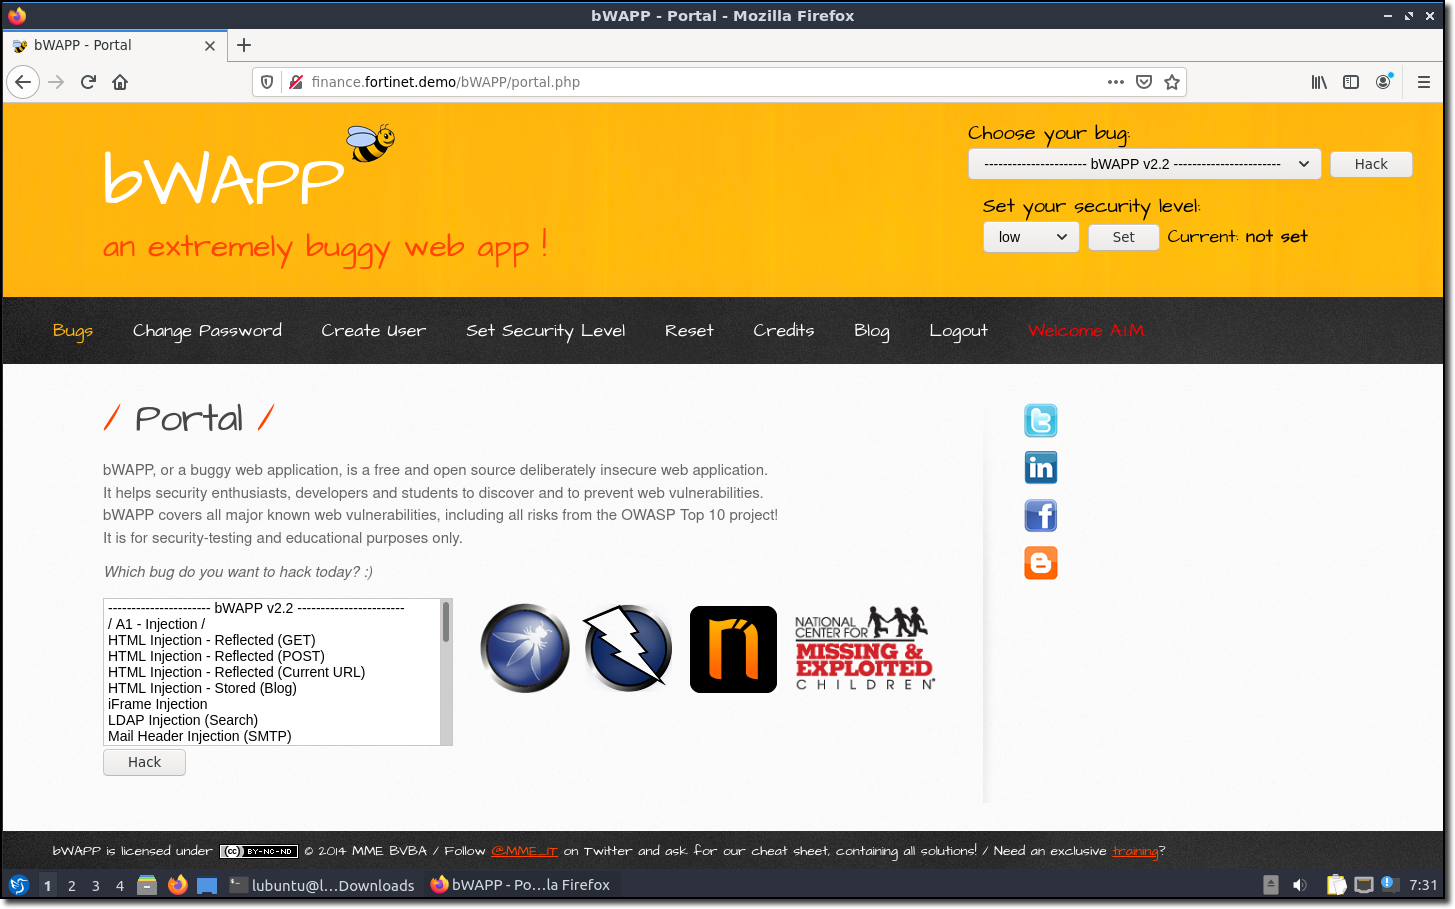 bWAPP - Portal - Mozilla Firefox
bWAPP - Portal
finance.fortinet.demo/bWAPP/portal.php
bWAPP
an extremely buggy web app !
Choose your bug:
---------------------- bWAPP v2.2 -----------------------
Hack
Set your security level:
low
Set
Current: not set
Bugs
Change Password
Create User
Set Security Level
Reset
Credits
Blog
Logout
Welcome A.I.M.
/ Portal /
bWAPP, or a buggy web application, is a free and open source deliberately insecure web application.
It helps security enthusiasts, developers and students to discover and to prevent web vulnerabilities.
bWAPP covers all major known web vulnerabilities, including all risks from the OWASP Top 10 project!
It is for security-testing and educational purposes only.
Which bug do you want to hack today? :)
---------------------- bWAPP v2.2 -----------------------
/ A1 - Injection /
HTML Injection - Reflected (GET)
HTML Injection - Reflected (POST)
HTML Injection - Reflected (Current URL)
HTML Injection - Stored (Blog)
iFrame Injection
LDAP Injection (Search)
Mail Header Injection (SMTP)
Hack
n
NATIONAL
CENTER FOR
MISSING &
EXPLOITED
CHILDREN®
t
in
f
B
bWAPP is licensed under (cc) BY-NC-ND © 2014 MME BVBA / Follow @MME_IT on Twitter and ask for our cheat sheet, containing all solutions! / Need an exclusive training?
1 2 3 4
lubuntu@l...Downloads
bWAPP - Po...la Firefox
7:31